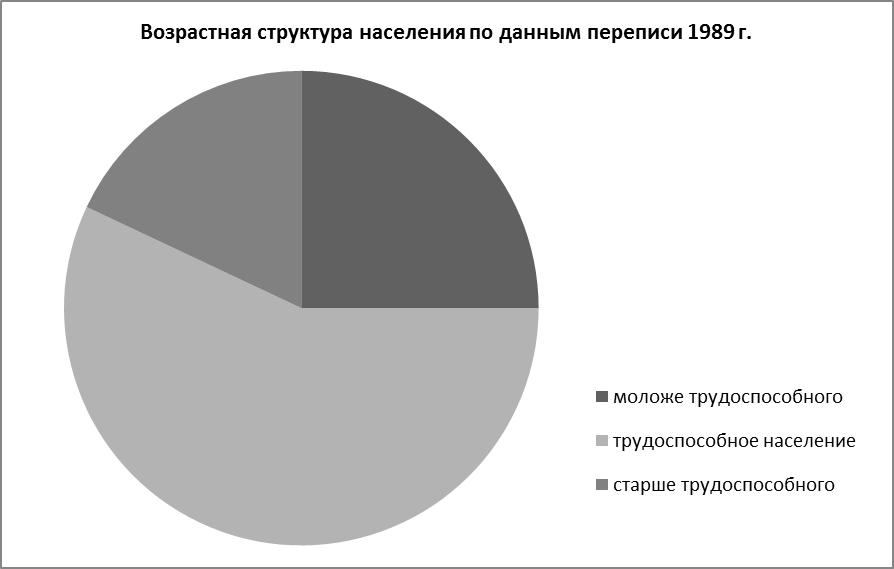 Возрастная структура населения по данным переписи 1989 г.
моложе трудоспособного
трудоспособное население
старше трудоспособного